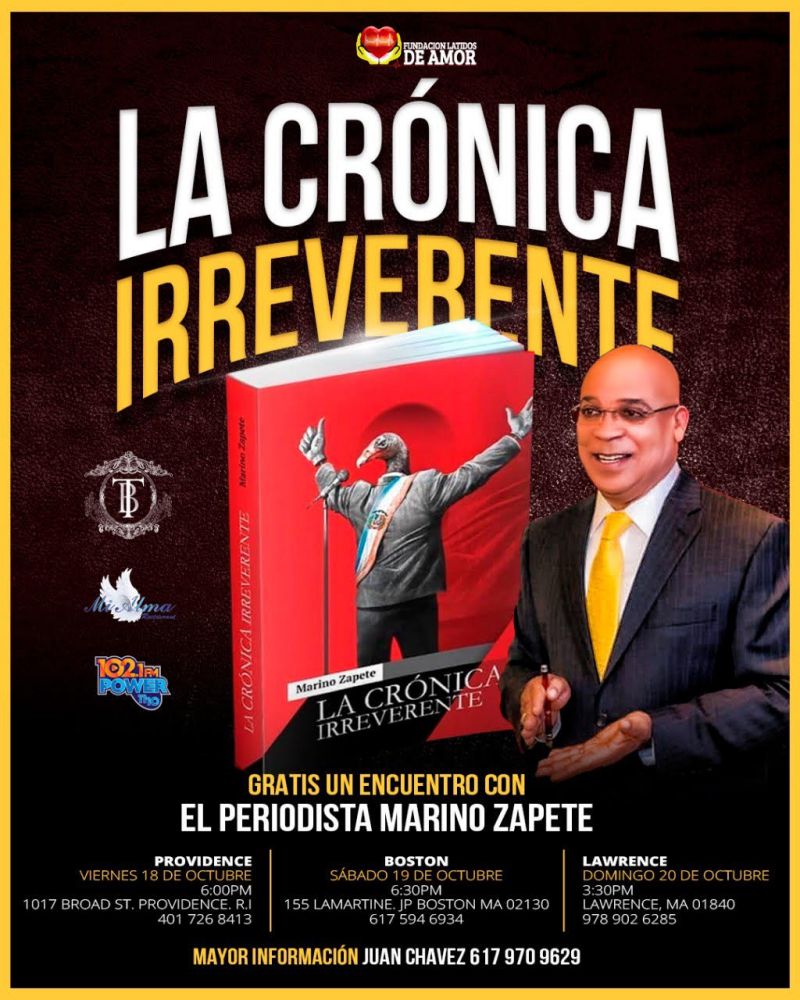 FUNDACION LATIDOS
DE AMOR
LA CRÓNICA
IRREVERENTE
Marino Zapete
LA CRÓNICA IRREVERENTE
Marino Zapete
LA CRÓNICA
IRREVERENTE
TB
Mi Alma
Restaurant
102.1 FM
POWER
GRATIS UN ENCUENTRO CON
EL PERIODISTA MARINO ZAPETE
PROVIDENCE
VIERNES 18 DE OCTUBRE
6:00PM
1017 BROAD ST. PROVIDENCE. R.I
401 726 8413
BOSTON
SÁBADO 19 DE OCTUBRE
6:30PM
155 LAMARTINE. JP BOSTON MA 02130
617 594 6934
LAWRENCE
DOMINGO 20 DE OCTUBRE
3:30PM
LAWRENCE, MA 01840
978 902 6285
MAYOR INFORMACIÓN JUAN CHAVEZ 617 970 9629